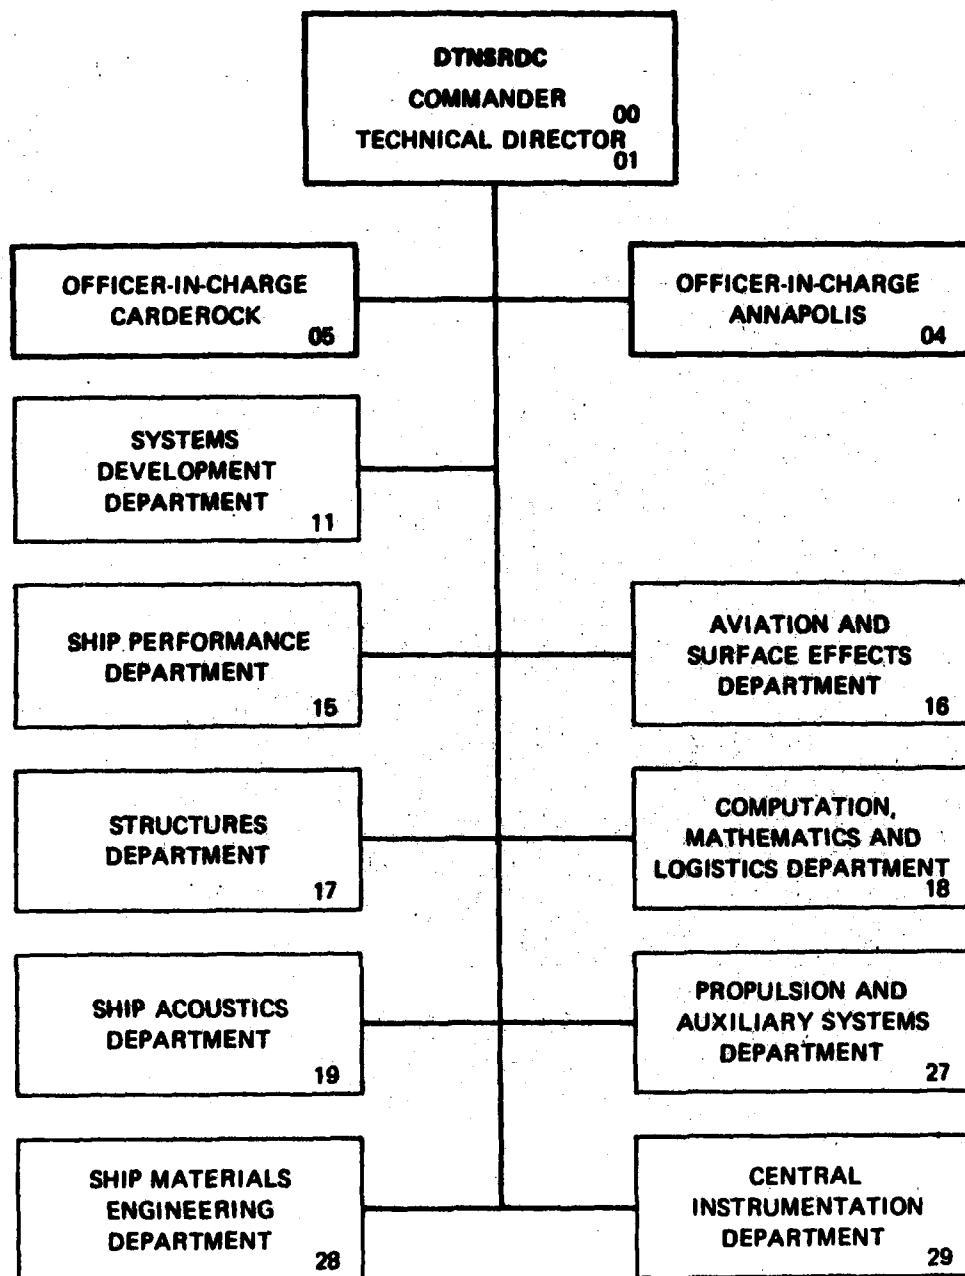 DTNSRDC
COMMANDER
00
TECHNICAL DIRECTOR
01
OFFICER-IN-CHARGE
CARDEROCK
05
OFFICER-IN-CHARGE
ANNAPOLIS
04
SYSTEMS
DEVELOPMENT
DEPARTMENT
11
SHIP PERFORMANCE
DEPARTMENT
15
AVIATION AND
SURFACE EFFECTS
DEPARTMENT
16
STRUCTURES
DEPARTMENT
17
COMPUTATION,
MATHEMATICS AND
LOGISTICS DEPARTMENT
18
SHIP ACOUSTICS
DEPARTMENT
19
PROPULSION AND
AUXILIARY SYSTEMS
DEPARTMENT
27
SHIP MATERIALS
ENGINEERING
DEPARTMENT
28
CENTRAL
INSTRUMENTATION
DEPARTMENT
29